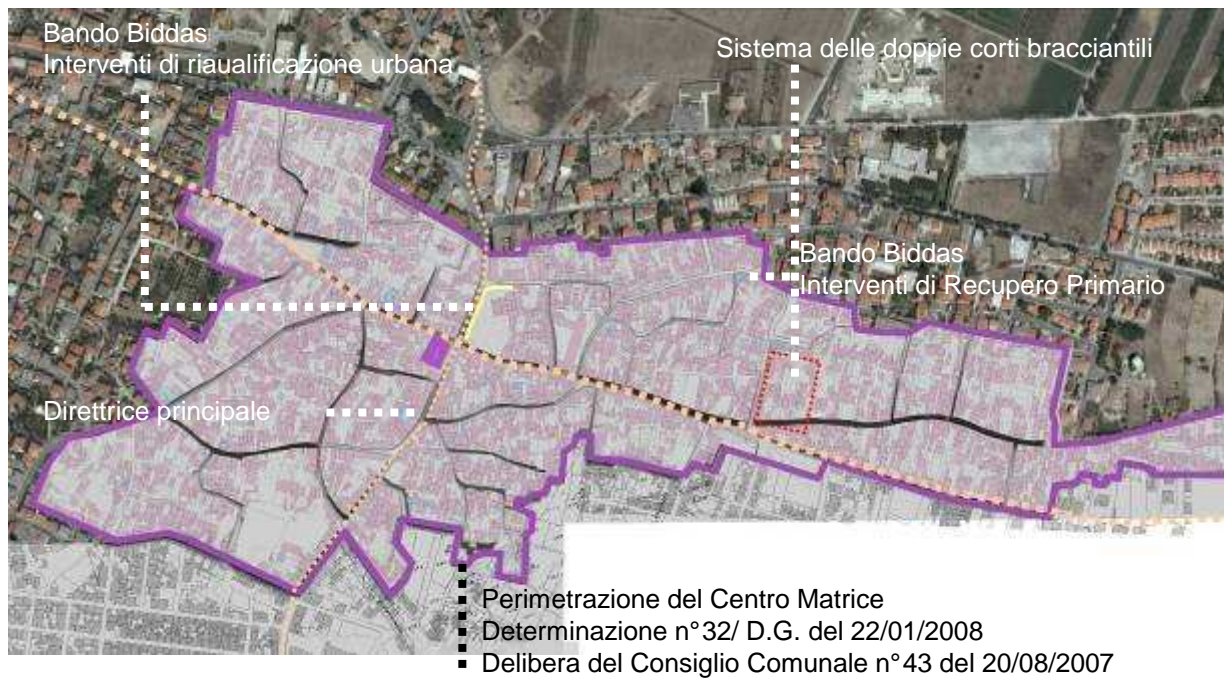 Bando Biddas
Interventi di riaualificazione urbana
Sistema delle doppie corti bracciantili
Bando Biddas
Interventi di Recupero Primario
Direttrice principale
Perimetrazione del Centro Matrice
Determinazione n°32/ D.G. del 22/01/2008
Delibera del Consiglio Comunale n°43 del 20/08/2007